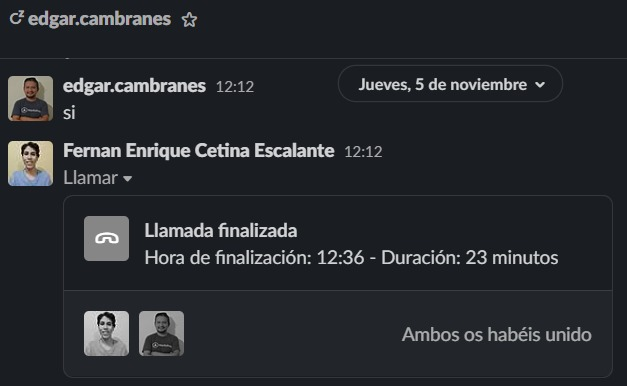 edgar.cambranes
edgar.cambranes 12:12
Jueves, 5 de noviembre
si
Fernan Enrique Cetina Escalante 12:12
Llamar
Llamada finalizada
Hora de finalización: 12:36 - Duración: 23 minutos
Ambos os habéis unido